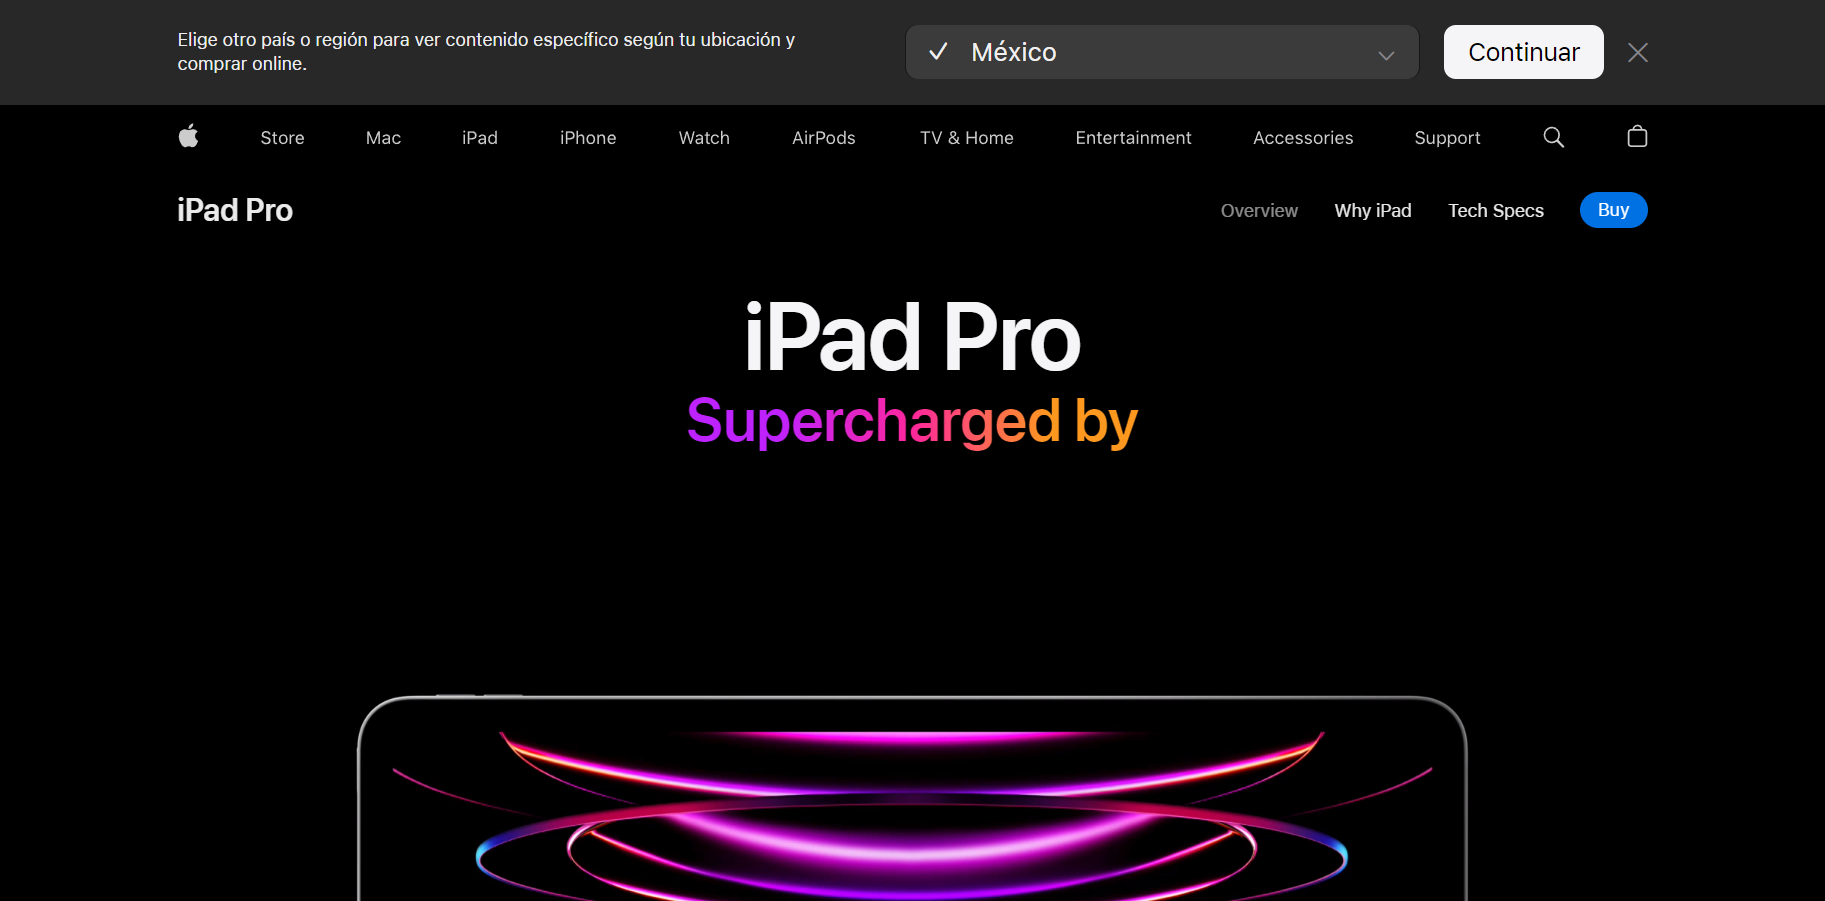 Elige otro país o región para ver contenido específico según tu ubicación y
comprar online.
México
Continuar
Store Mac iPad iPhone Watch AirPods TV & Home Entertainment Accessories Support
iPad Pro
Overview Why iPad Tech Specs Buy
iPad Pro
Supercharged by